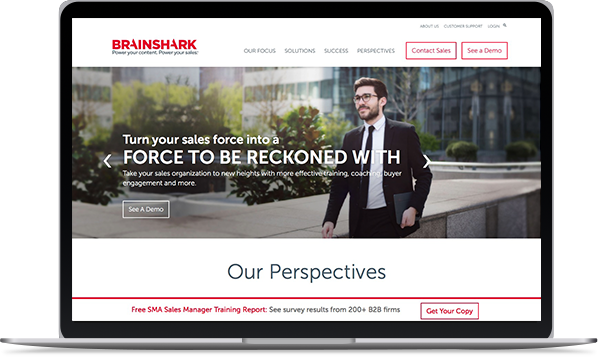 ABOUT US CUSTOMER SUPPORT LOGIN
BRAINSHARK
Power your content. Power your sales.
OUR FOCUS SOLUTIONS SUCCESS PERSPECTIVES Contact Sales See a Demo
Turn your sales force into a
FORCE TO BE RECKONED WITH
Take your sales organization to new heights with more effective training, coaching, buyer
engagement and more.
See A Demo
Our Perspectives
Free SMA Sales Manager Training Report: See survey results from 200+ B2B firms Get Your Copy